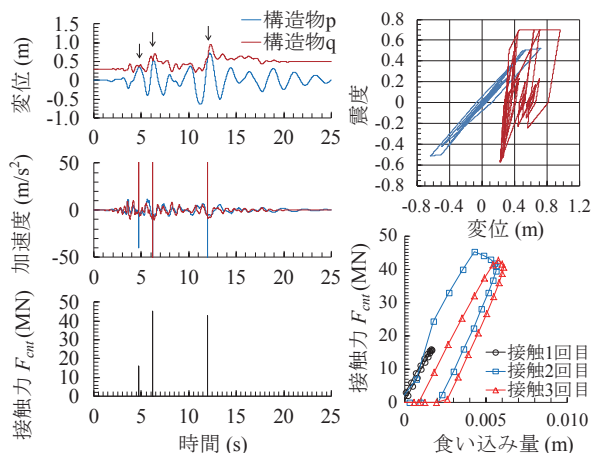 構造物p
構造物q
変位 (m)
1.5
1.0
0.5
0
-0.5
-1.0
0 5 10 15 20 25
加速度 (m/s²)
50
0
-50
0 5 10 15 20 25
接触力 Fcnt (MN)
50
40
30
20
10
0
0 5 10 15 20 25
時間 (s)
震度
0.8
0.6
0.4
0.2
0
-0.2
-0.4
-0.6
-0.8
-0.8 -0.4 0 0.4 0.8 1.2
変位 (m)
接触力 Fcnt (MN)
50
40
30
20
10
0
接触1回目
接触2回目
接触3回目
0 0.005 0.010
食い込み量 (m)